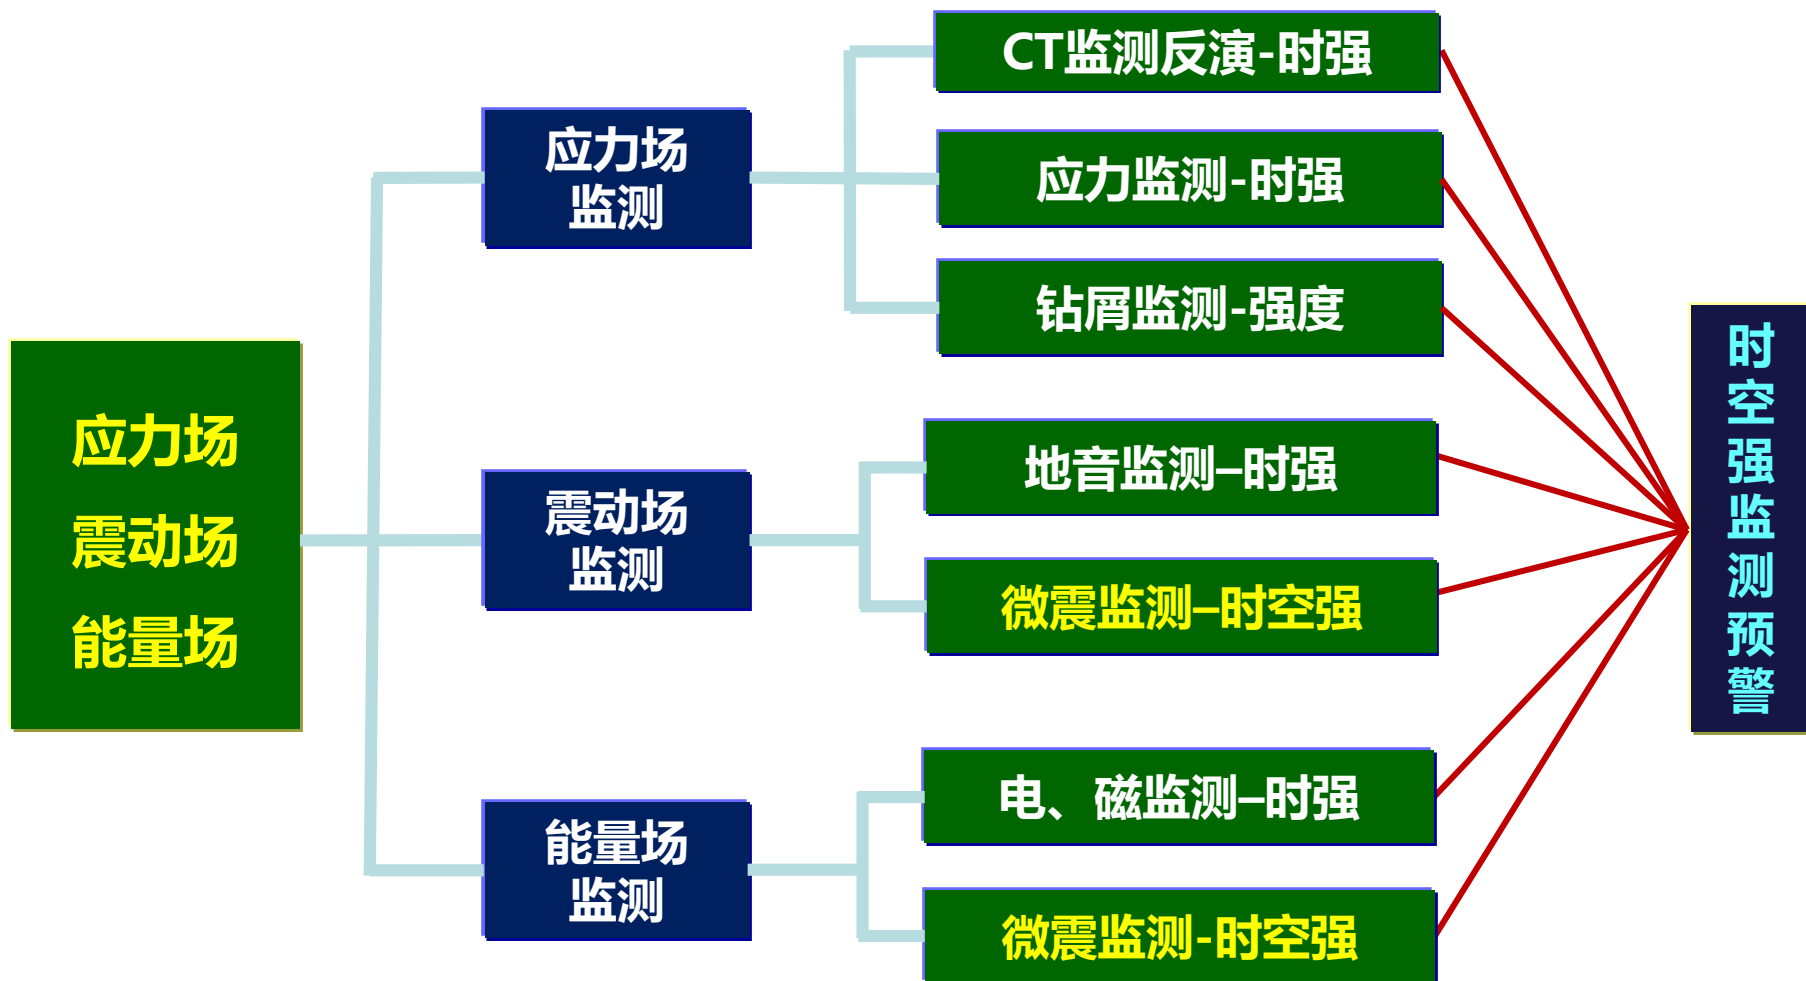 应力场
震动场
能量场
应力场
监测
震动场
监测
能量场
监测
CT监测反演-时强
应力监测-时强
钻屑监测-强度
地音监测–时强
微震监测–时空强
电、磁监测–时强
微震监测-时空强
时
空
强
监
测
预
警